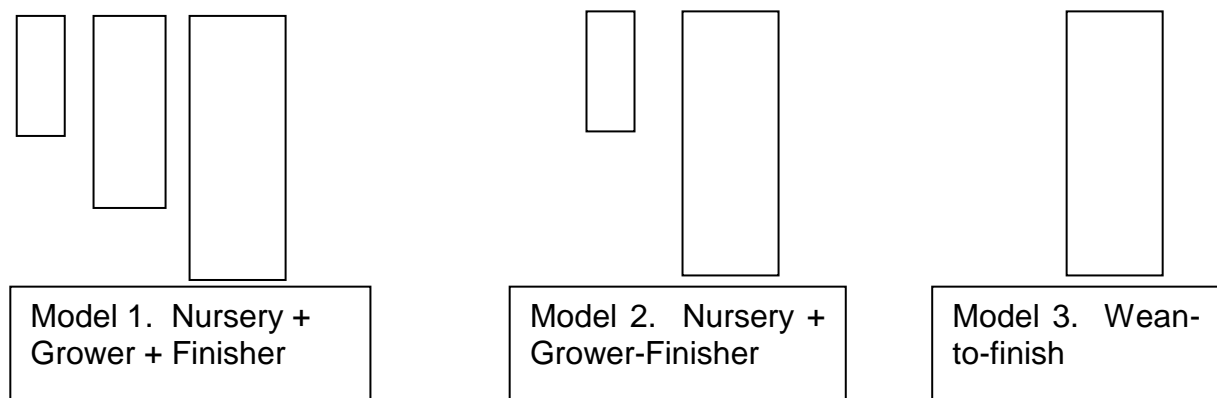 Model 1. Nursery +
Grower + Finisher
Model 2. Nursery +
Grower-Finisher
Model 3. Wean-
to-finish